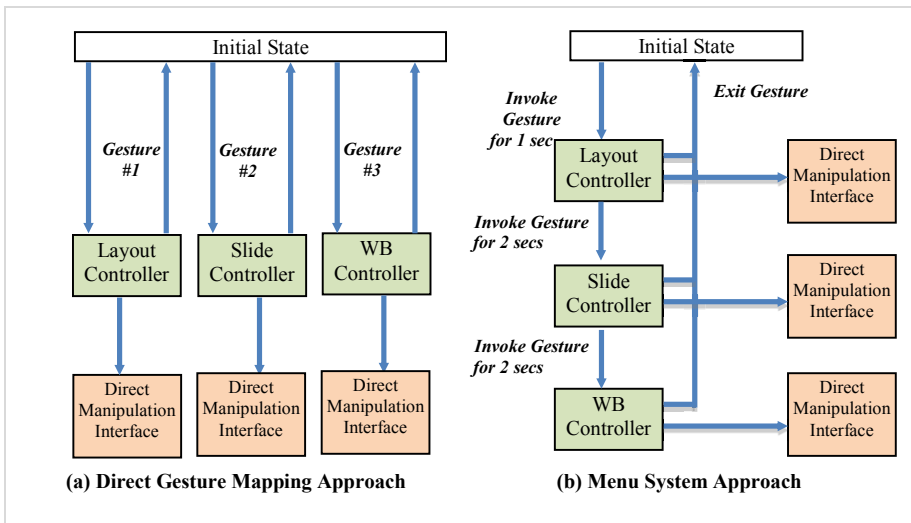 Initial State
Gesture
#1
Gesture
#2
Gesture
#3
Layout
Controller
Slide
Controller
WB
Controller
Direct
Manipulation
Interface
Direct
Manipulation
Interface
Direct
Manipulation
Interface
(a) Direct Gesture Mapping Approach
Initial State
Invoke
Gesture
for 1 sec
Exit Gesture
Layout
Controller
Direct
Manipulation
Interface
Invoke Gesture
for 2 secs
Slide
Controller
Direct
Manipulation
Interface
Invoke Gesture
for 2 secs
WB
Controller
Direct
Manipulation
Interface
(b) Menu System Approach